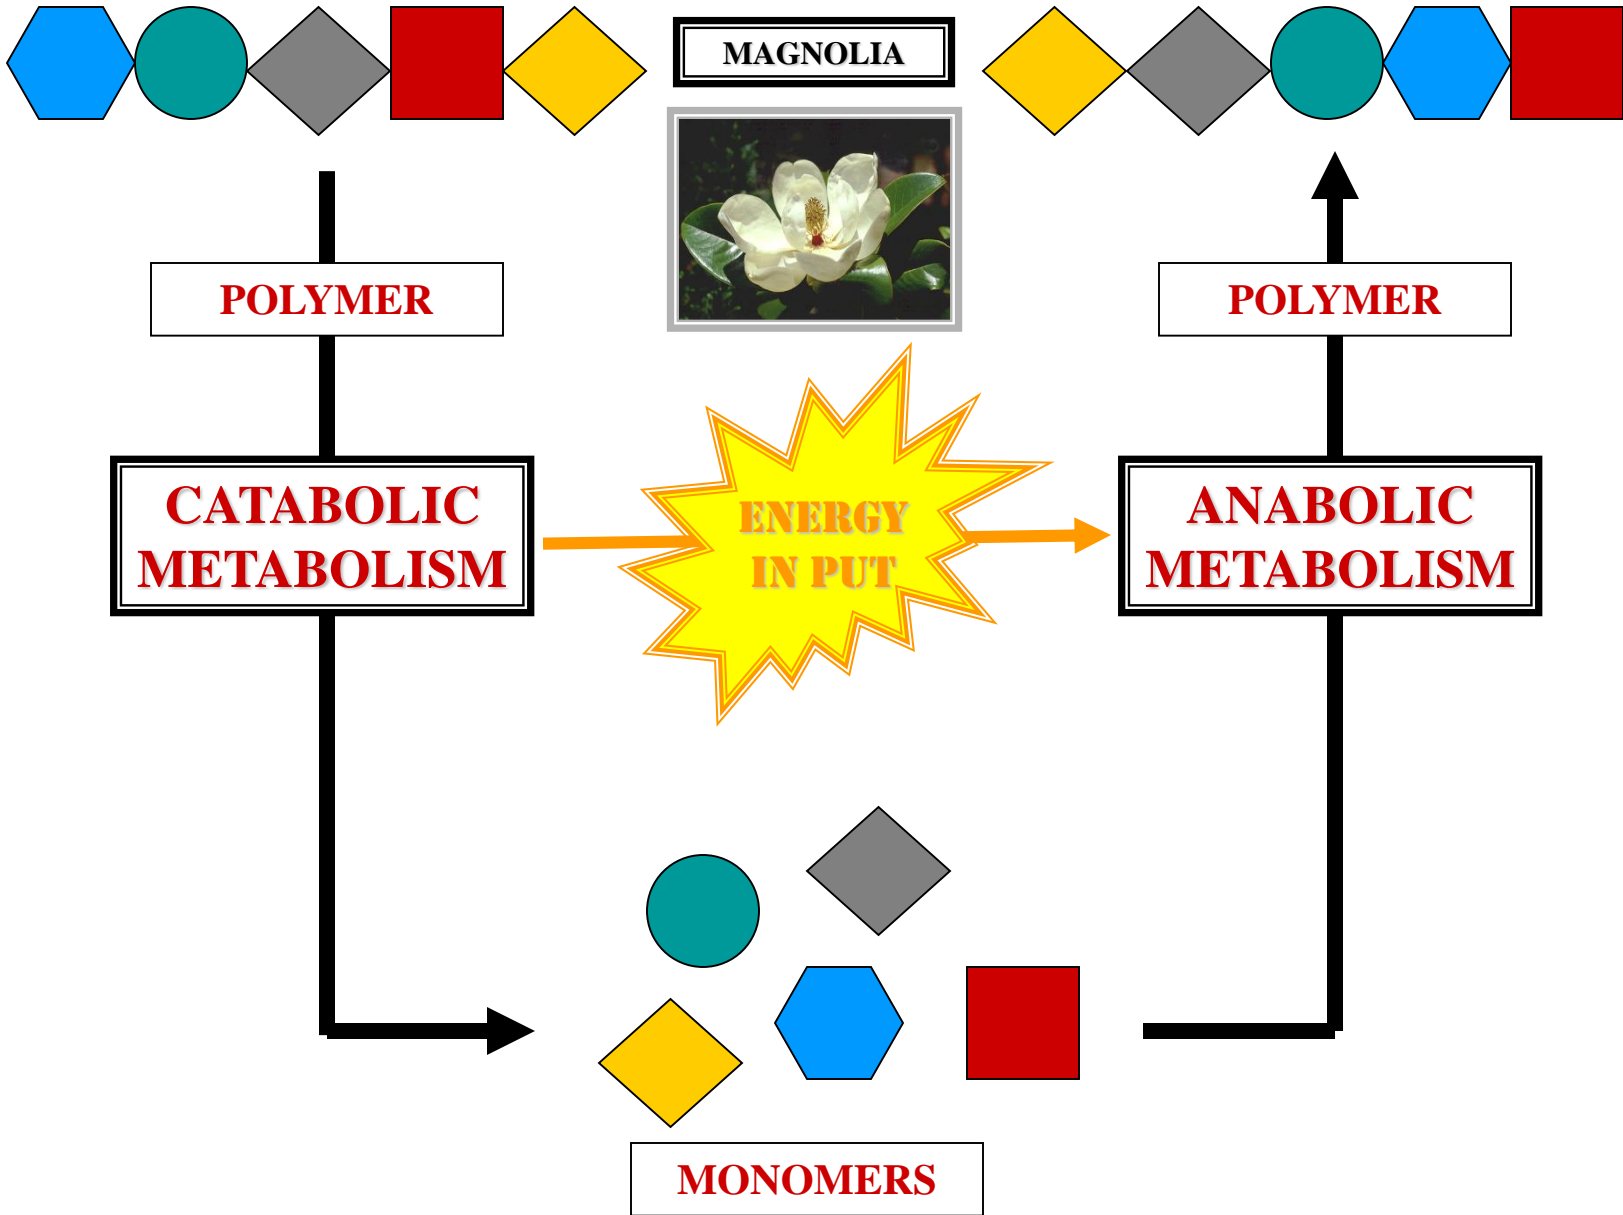 MAGNOLIA
POLYMER
POLYMER
CATABOLIC
METABOLISM
ENERGY
IN PUT
ANABOLIC
METABOLISM
MONOMERS